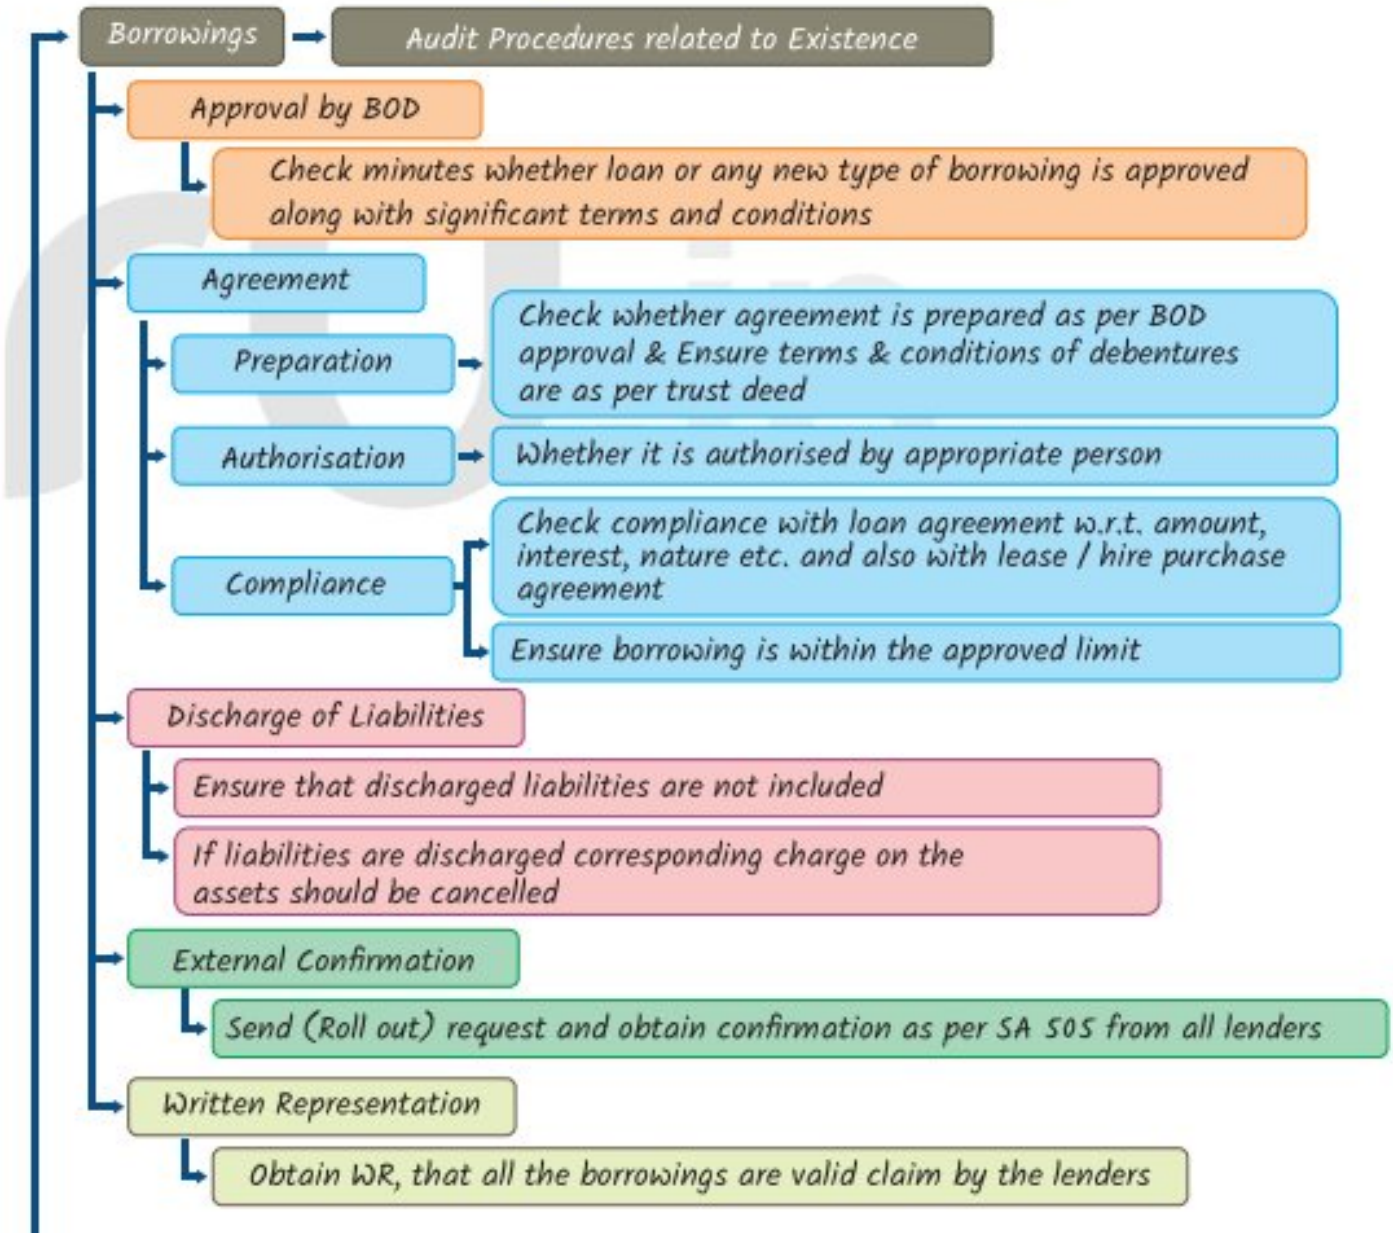 Borrowings
Audit Procedures related to Existence
Approval by BOD
Check minutes whether loan or any new type of borrowing is approved
along with significant terms and conditions
Agreement
Preparation
Check whether agreement is prepared as per BOD
approval & Ensure terms & conditions of debentures
are as per trust deed
Authorisation
Whether it is authorised by appropriate person
Compliance
Check compliance with loan agreement w.r.t. amount,
interest, nature etc. and also with lease / hire purchase
agreement
Ensure borrowing is within the approved limit
Discharge of Liabilities
Ensure that discharged liabilities are not included
If liabilities are discharged corresponding charge on the
assets should be cancelled
External Confirmation
Send (Roll out) request and obtain confirmation as per SA 505 from all lenders
Written Representation
Obtain WR, that all the borrowings are valid claim by the lenders